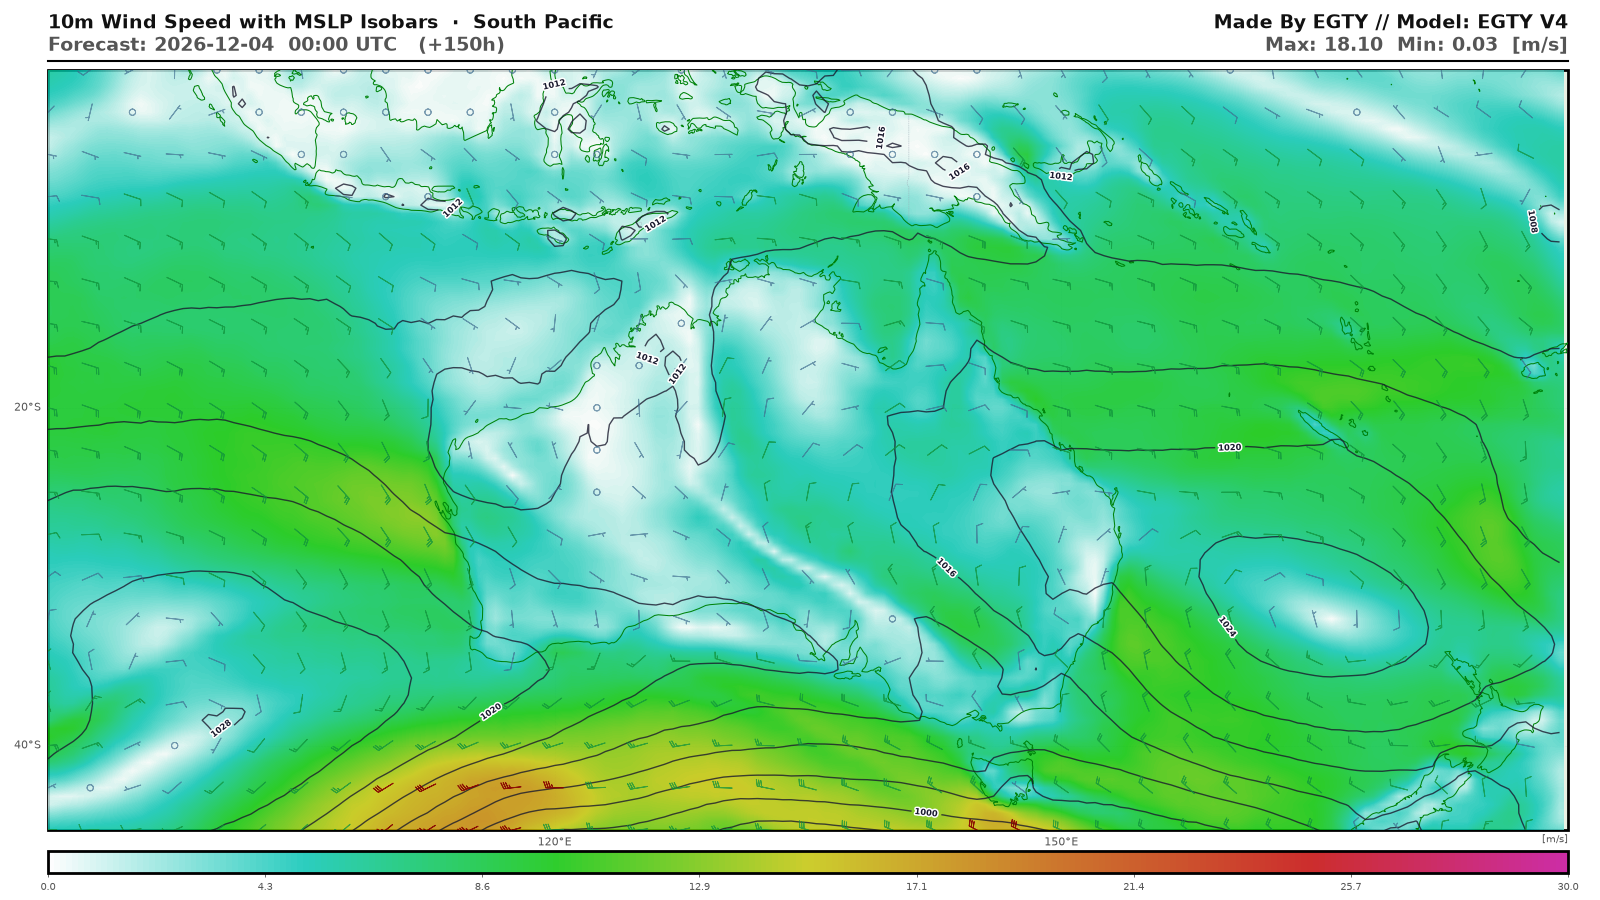 10m Wind Speed with MSLP Isobars · South Pacific
Made By EGTY // Model: EGTY V4
Forecast: 2026-12-04 00:00 UTC (+150h)
Max: 18.10 Min: 0.03 [m/s]
1012
1016
1016
1012
1012
1012
1008
1012
1012
20°S
1020
1016
1024
1020
1028
40°S
1000
120°E
150°E
[m/s]
0.0
4.3
8.6
12.9
17.1
21.4
25.7
30.0